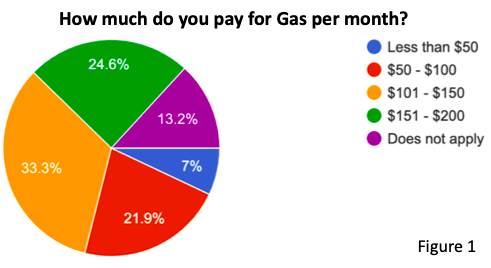 How much do you pay for Gas per month?
Less than $50
$50 - $100
$101 - $150
$151 - $200
Does not apply
24.6%
13.2%
33.3%
7%
21.9%
Figure 1